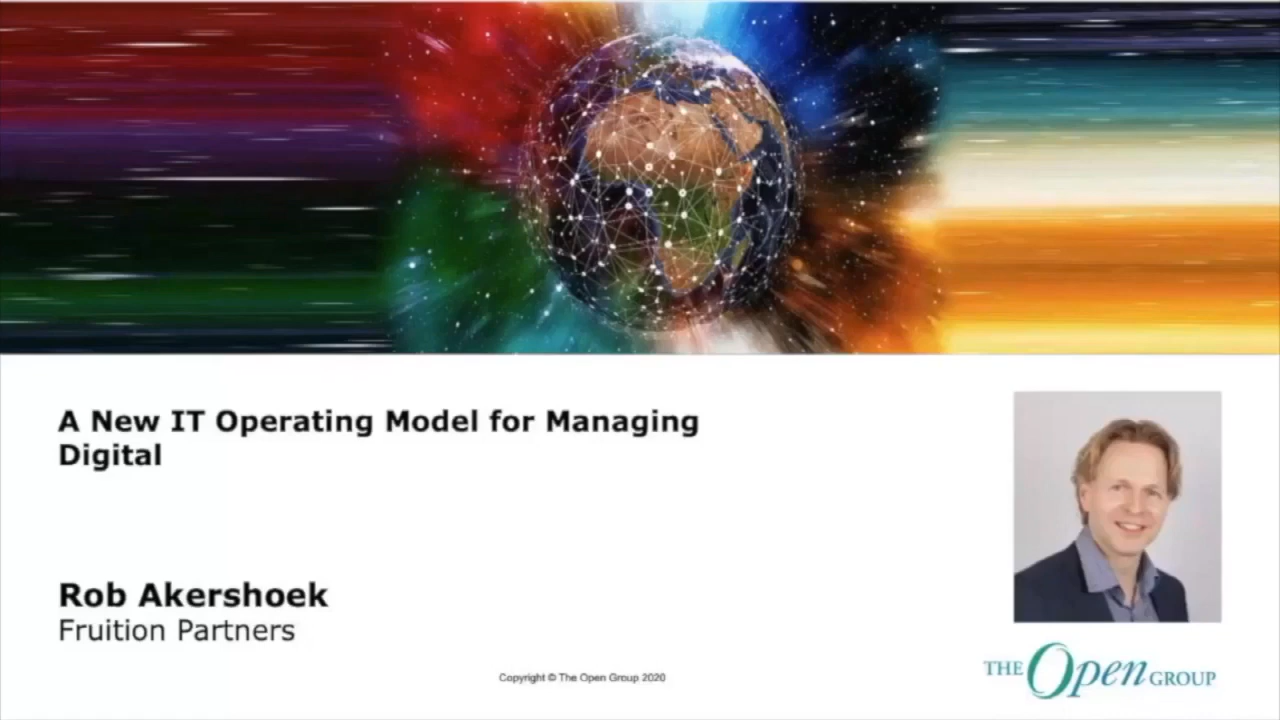 A New IT Operating Model for Managing
Digital
Rob Akershoek
Fruition Partners
Copyright © The Open Group 2020
THE Open GROUP